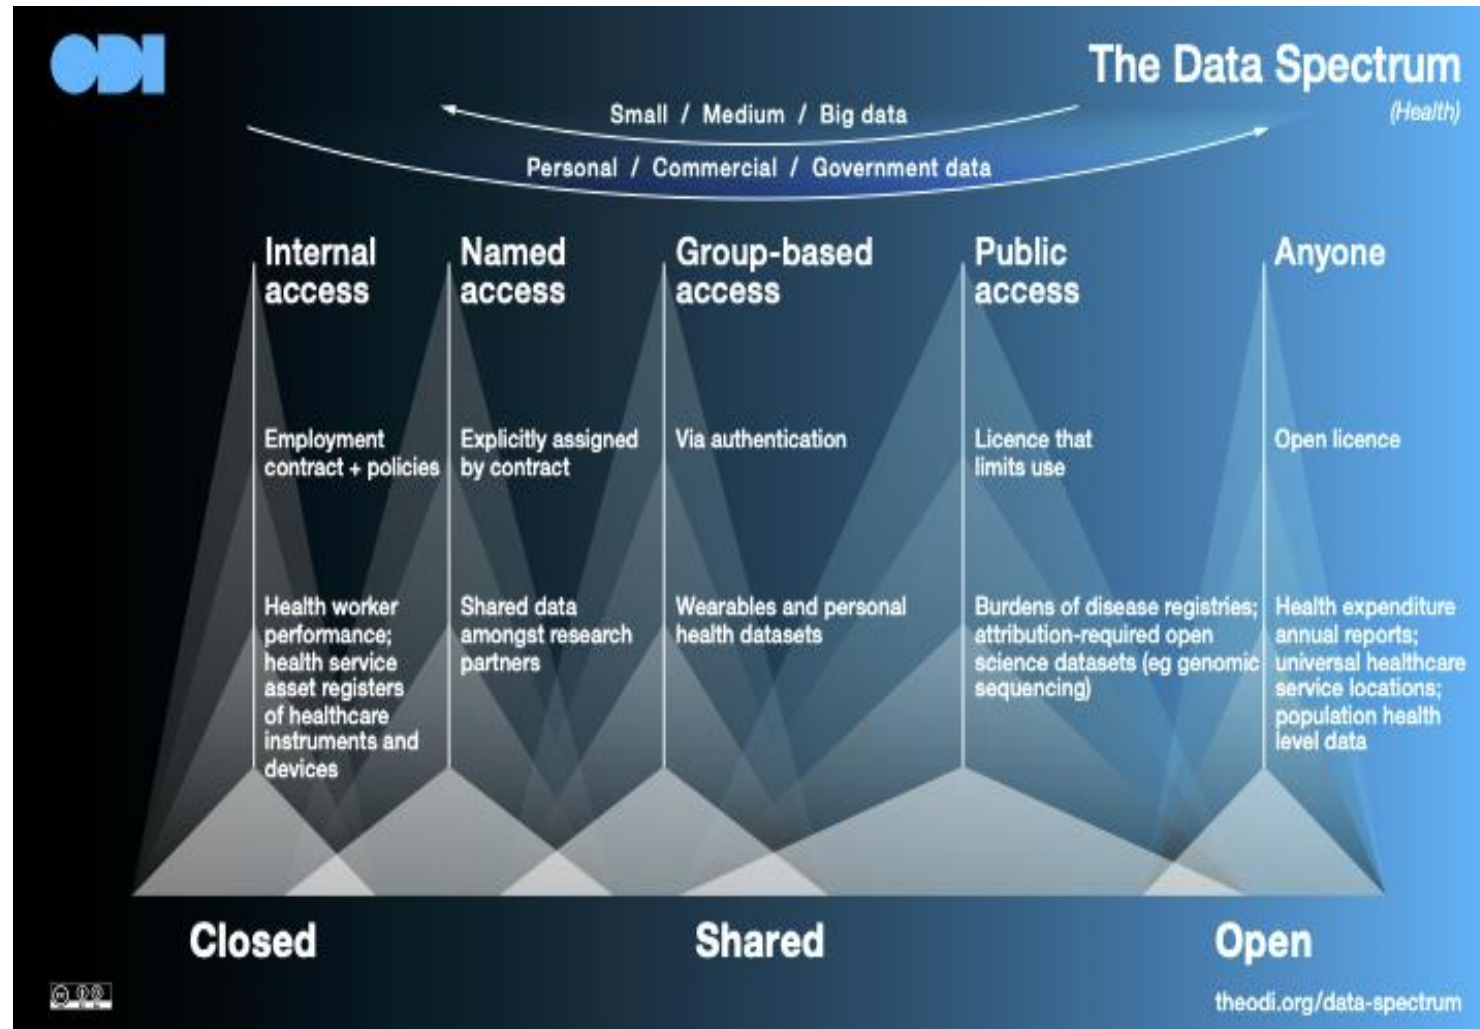 ODI
The Data Spectrum
(Health)
Small / Medium / Big data
Personal / Commercial / Government data
Internal
access
Named
access
Group-based
access
Public
access
Anyone
Employment
contract + policies
Explicitly assigned
by contract
Via authentication
Licence that
limits use
Open licence
Health worker
performance;
health service
asset registers
of healthcare
instruments and
devices
Shared data
amongst research
partners
Wearables and personal
health datasets
Burdens of disease registries;
attribution-required open
science datasets (eg genomic
sequencing)
Health expenditure
annual reports;
universal healthcare
service locations;
population health
level data
Closed
Shared
Open
cc
theodi.org/data-spectrum